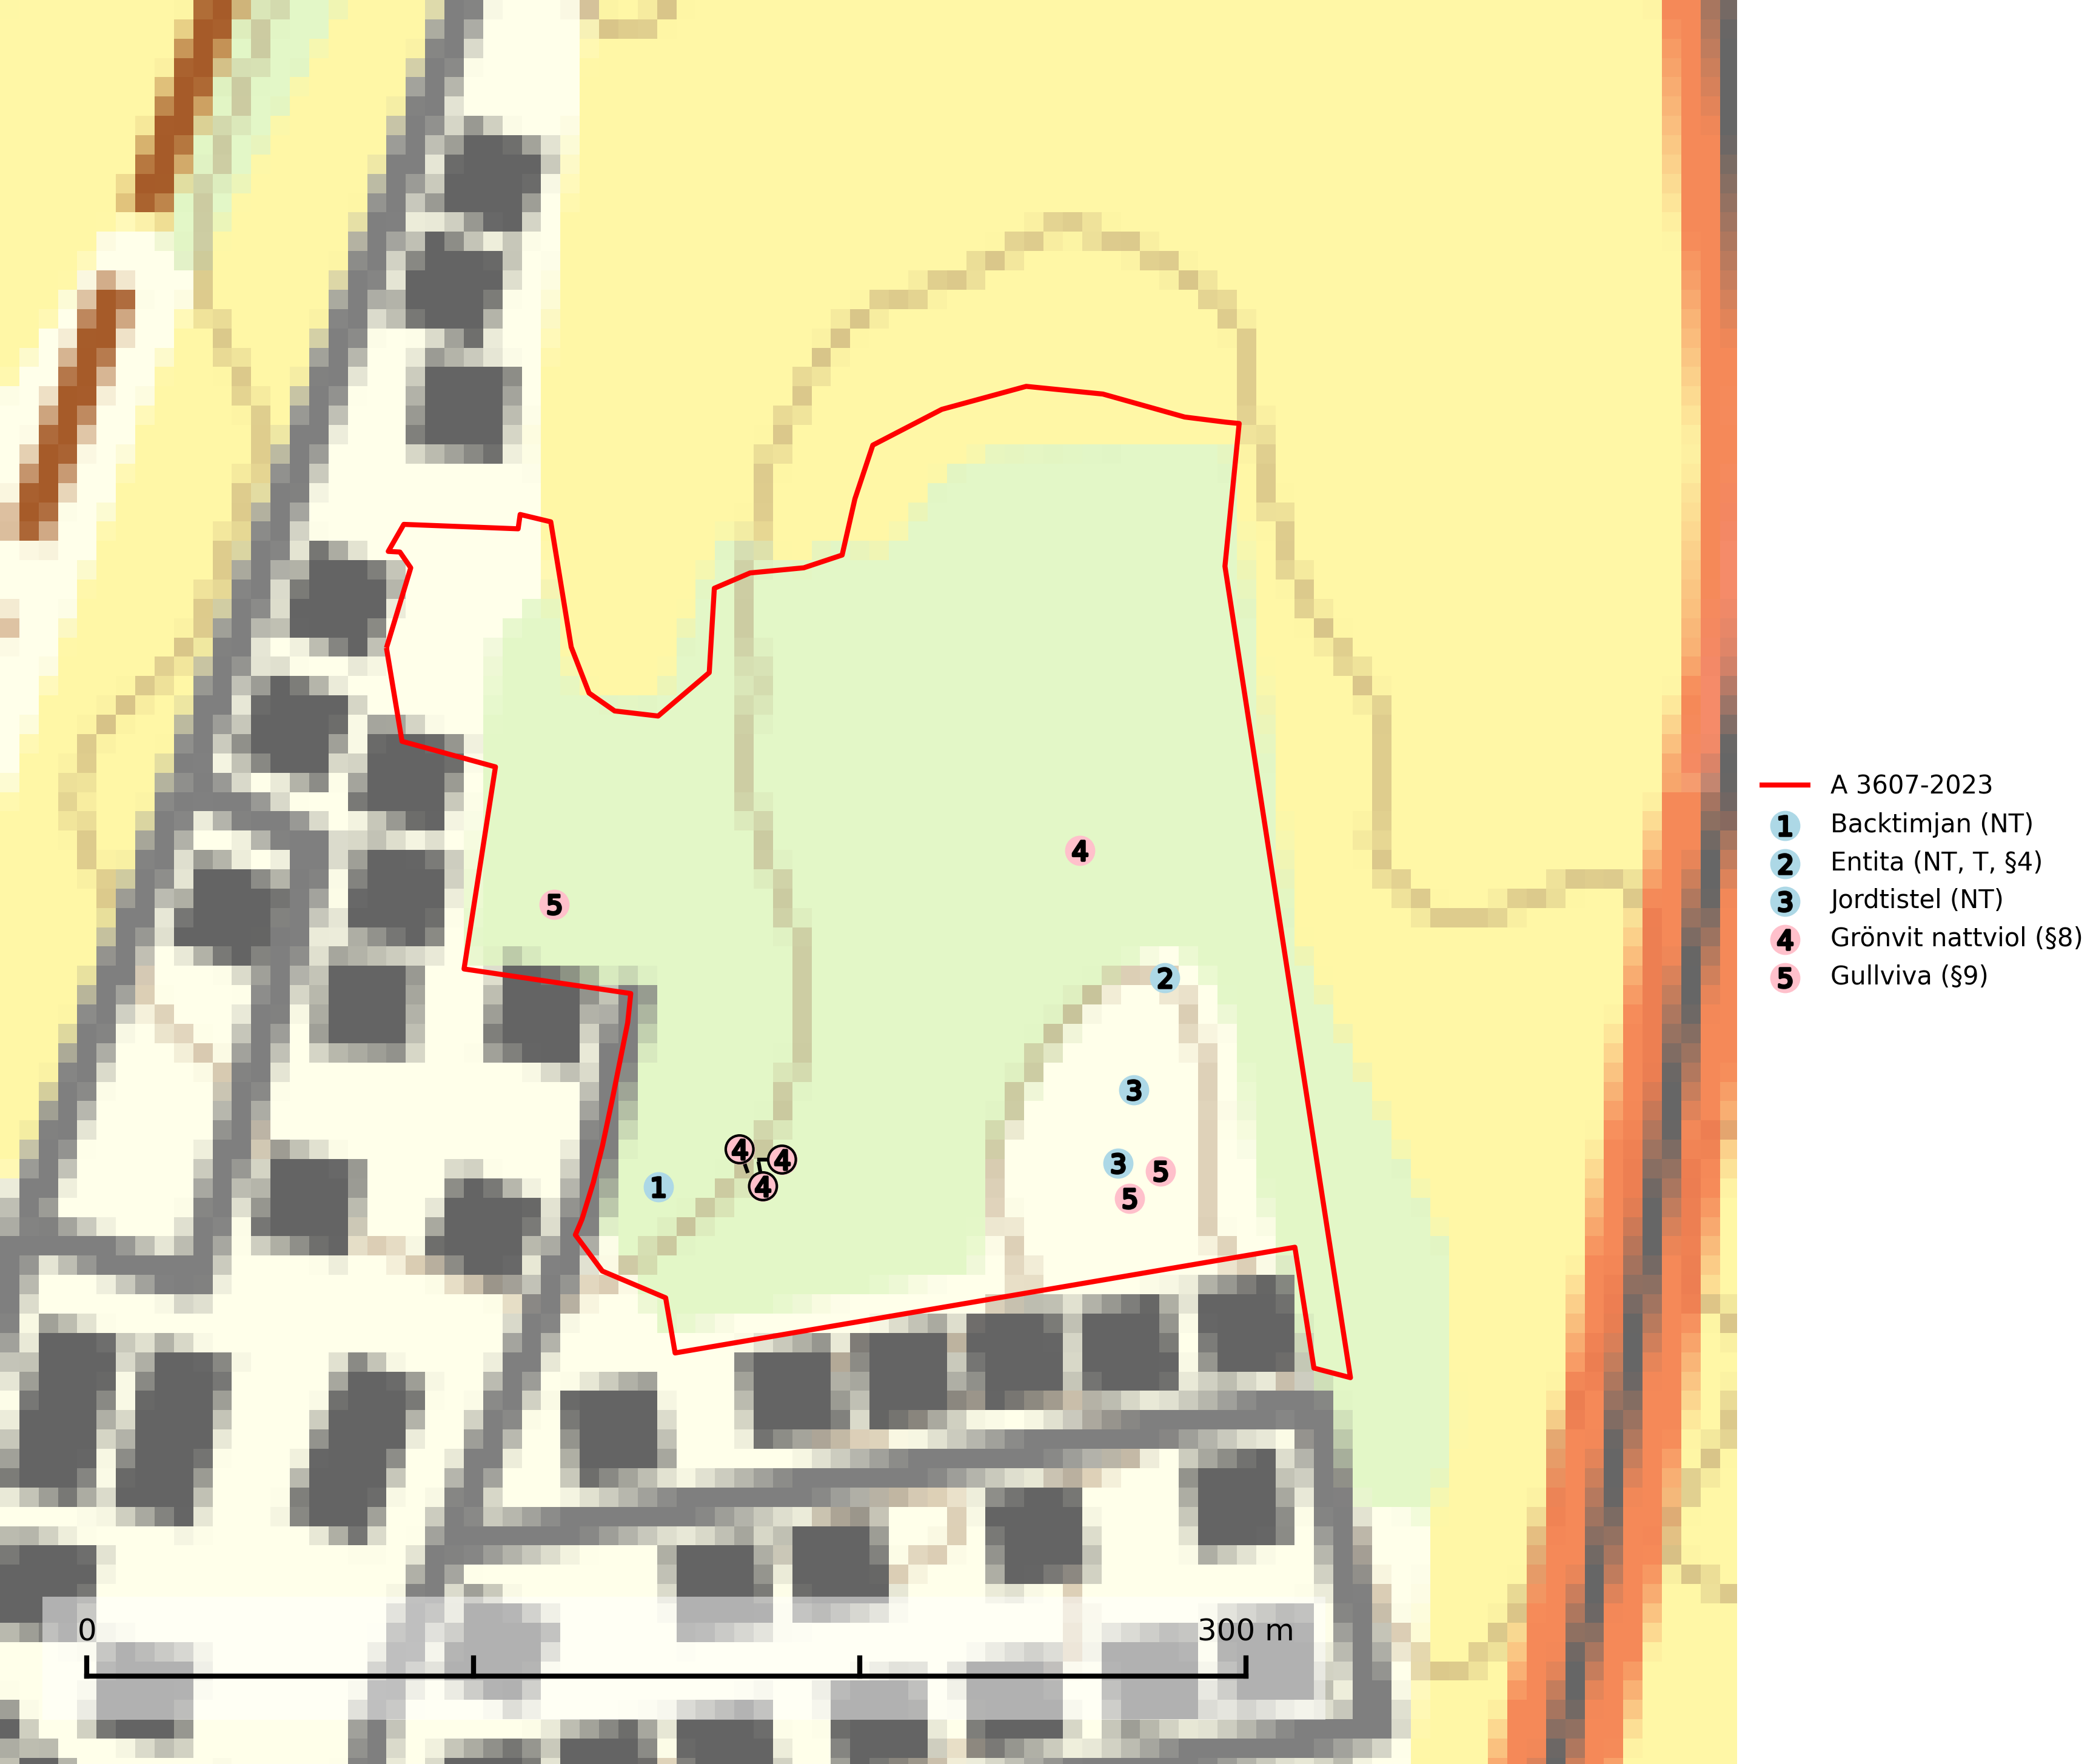 A 3607-2023
1 Backtimjan (NT)
2 Entita (NT, T, §4)
3 Jordtistel (NT)
4 Grönvit nattviol (§8)
5 Gullviva (§9)
4
5
2
3
4
4
3
5
4
1
5
0 300 m